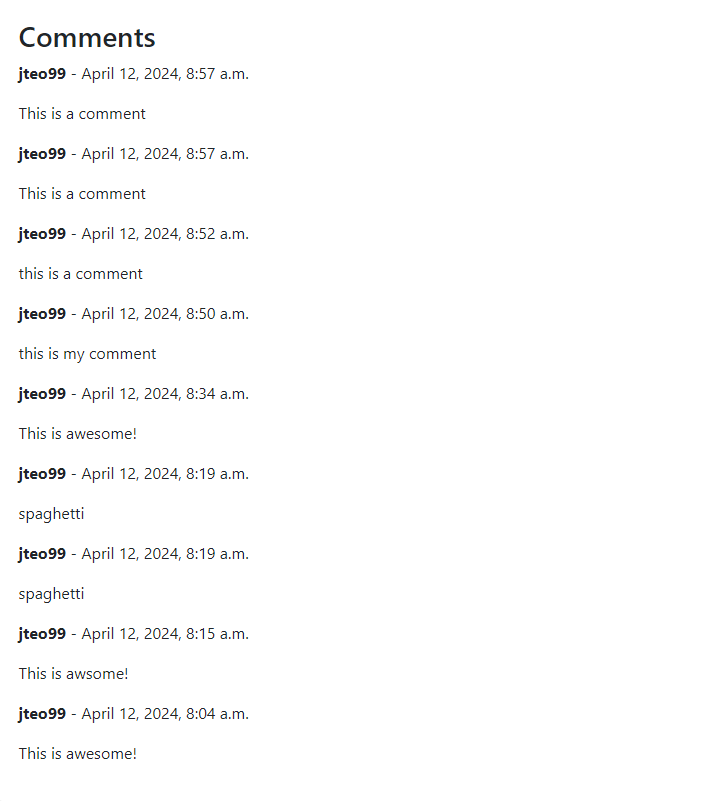 Comments
jteo99 - April 12, 2024, 8:57 a.m.
This is a comment
jteo99 - April 12, 2024, 8:57 a.m.
This is a comment
jteo99 - April 12, 2024, 8:52 a.m.
this is a comment
jteo99 - April 12, 2024, 8:50 a.m.
this is my comment
jteo99 - April 12, 2024, 8:34 a.m.
This is awesome!
jteo99 - April 12, 2024, 8:19 a.m.
spaghetti
jteo99 - April 12, 2024, 8:19 a.m.
spaghetti
jteo99 - April 12, 2024, 8:15 a.m.
This is awsome!
jteo99 - April 12, 2024, 8:04 a.m.
This is awesome!